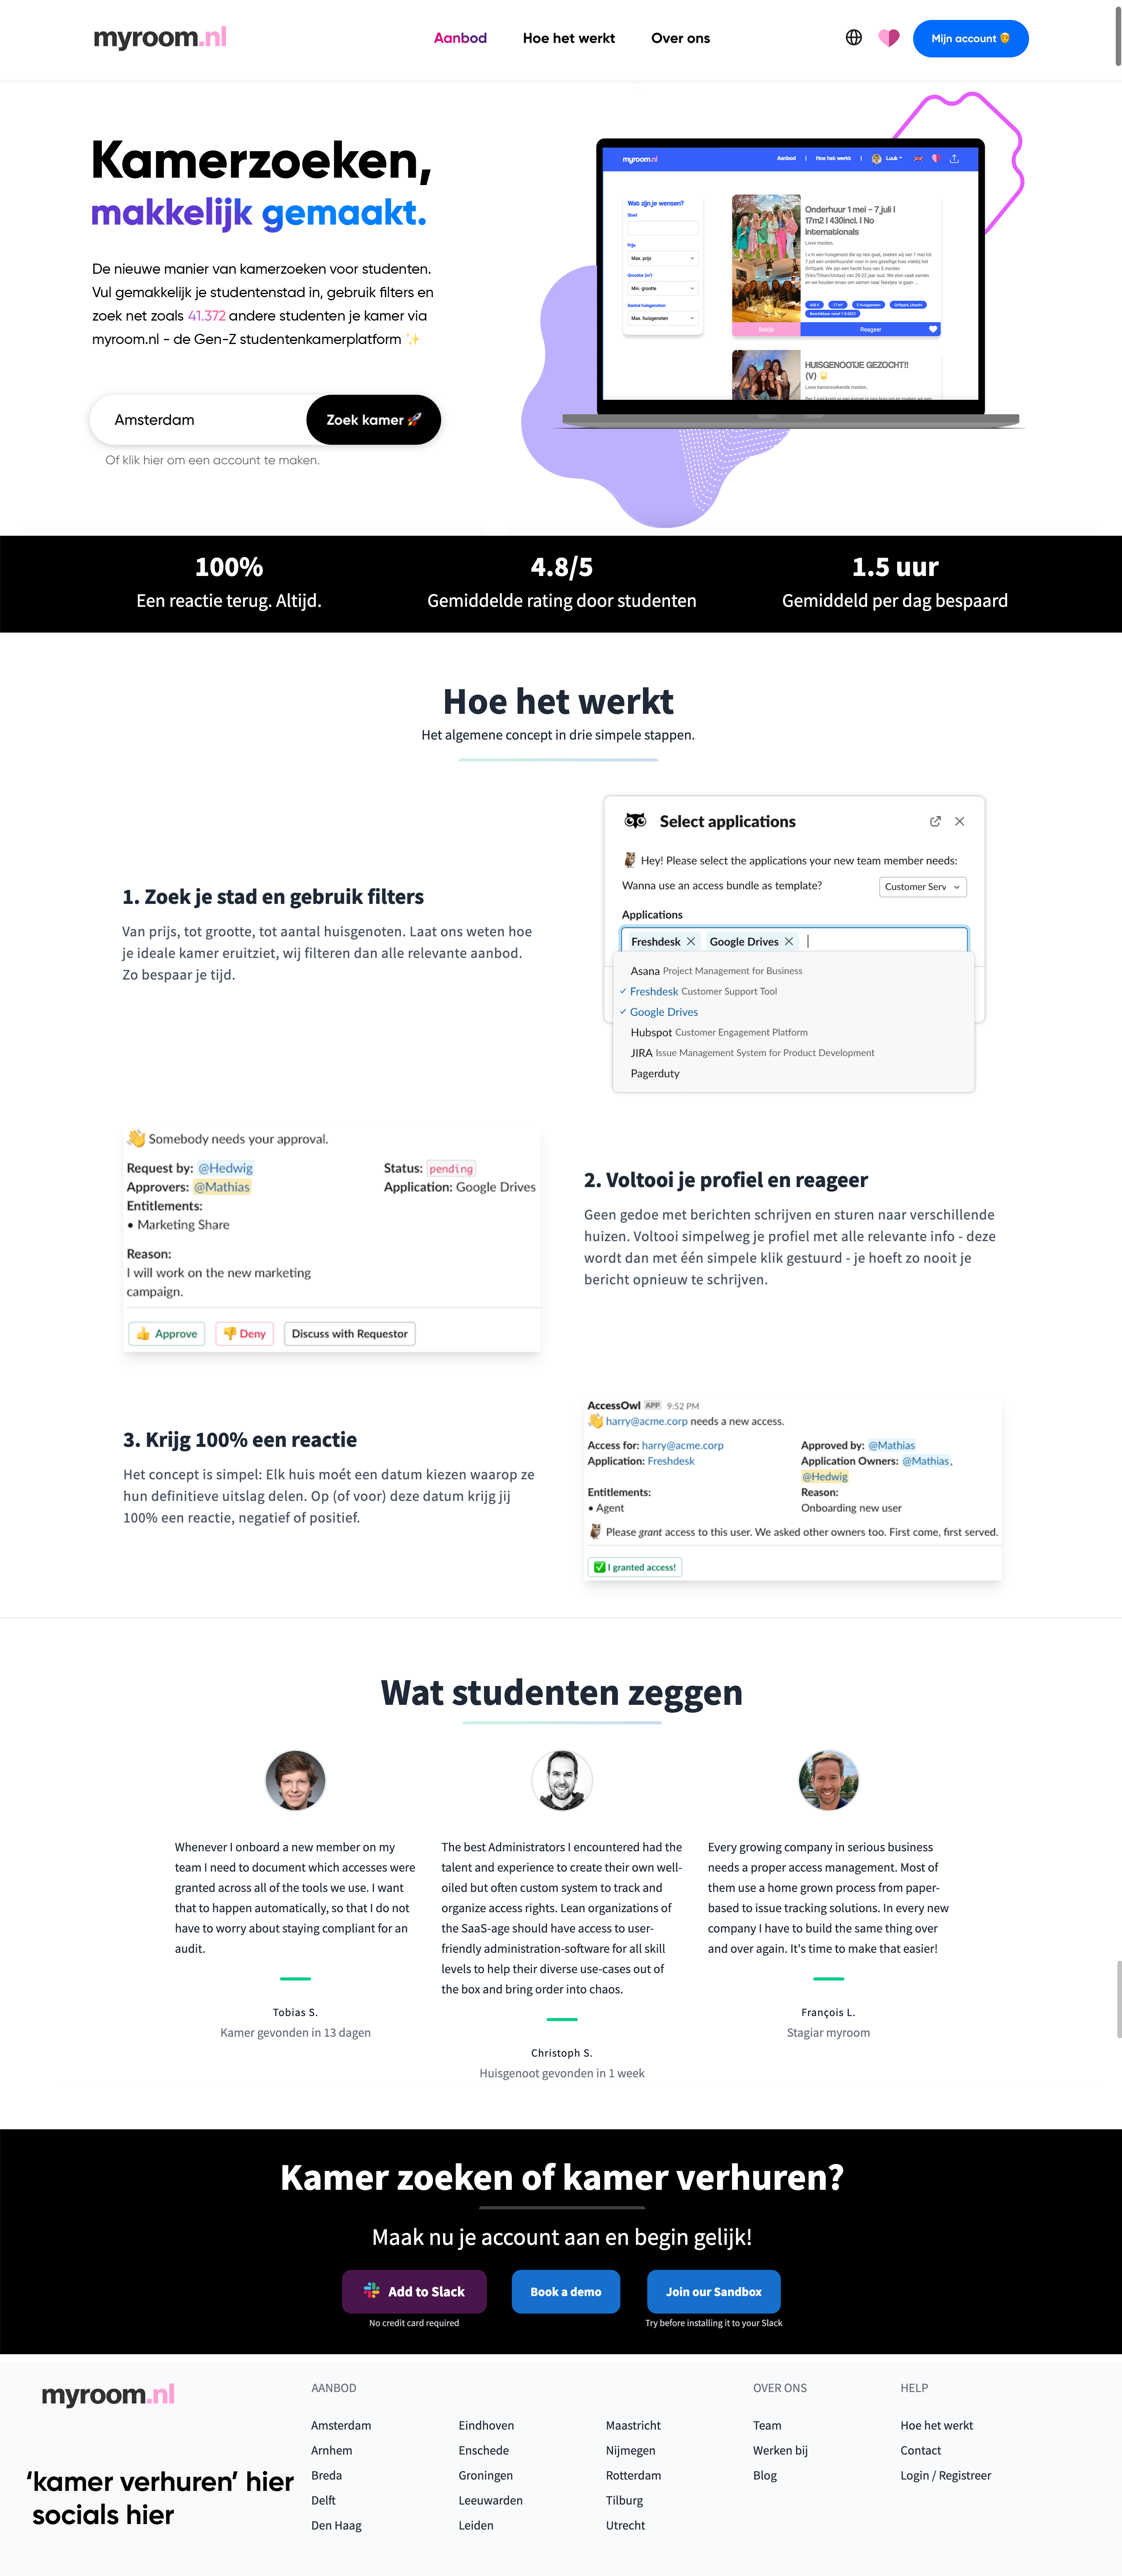 myroom.nl
Aanbod
Hoe het werkt
Over ons
Mijn account
Kamerzoeken,
makkelijk gemaakt.
De nieuwe manier van kamerzoeken voor studenten.
Vul gemakkelijk je studentenstad in, gebruik filters en
zoek net zoals 41.372 andere studenten je kamer via
myroom.nl - de Gen-Z studentenkamerplatform ✨
Amsterdam
Zoek kamer 🚀
Of klik hier om een account te maken.
myroom.nl
Aanbod | Hoe het werkt | Luuk
Wat zijn je wensen?
Stad
Prijs
Max. prijs
Grootte (m²)
Min. grootte
Aantal huisgenoten
Max. huisgenoten
Onderhuur 1 mei – 7 juli |
17m2 | 430incl. | No
internationals
Lieve meiden,
Bekijk
Reageer
HUISGENOOTJE GEZOCHT!!
(V)
Lieve kamerzoekende meiden,
100%
Een reactie terug. Altijd.
4.8/5
Gemiddelde rating door studenten
1.5 uur
Gemiddeld per dag bespaard
Hoe het werkt
Het algemene concept in drie simpele stappen.
1. Zoek je stad en gebruik filters
Van prijs, tot grootte, tot aantal huisgenoten. Laat ons weten hoe
je ideale kamer eruitziet, wij filteren dan alle relevante aanbod.
Zo bespaar je tijd.
Select applications
🦉 Hey! Please select the applications your new team member needs:
Wanna use an access bundle as template?
Customer Serv
Applications
Freshdesk
Google Drives
Asana Project Management for Business
Freshdesk Customer Support Tool
Google Drives
Hubspot Customer Engagement Platform
JIRA Issue Management System for Product Development
Pagerduty
👋 Somebody needs your approval.
Request by: @Hedwig
Status: pending
Approvers: @Mathias
Application: Google Drives
Entitlements:
• Marketing Share
Reason:
I will work on the new marketing
campaign.
👍 Approve
👎 Deny
Discuss with Requestor
2. Voltooi je profiel en reageer
Geen gedoe met berichten schrijven en sturen naar verschillende
huizen. Voltooi simpelweg je profiel met alle relevante info - deze
wordt dan met één simpele klik gestuurd - je hoeft zo nooit je
bericht opnieuw te schrijven.
3. Krijg 100% een reactie
Het concept is simpel: Elk huis moét een datum kiezen waarop ze
hun definitieve uitslag delen. Op (of voor) deze datum krijg jij
100% een reactie, negatief of positief.
AccessOwl APP 9:52 PM
👋 harry@acme.corp needs a new access.
Access for: harry@acme.corp
Approved by: @Mathias
Application: Freshdesk
Application Owners: @Mathias,
@Hedwig
Entitlements:
Reason:
• Agent
Onboarding new user
🦉 Please grant access to this user. We asked other owners too. First come, first served.
✅ I granted access!
Wat studenten zeggen
Whenever I onboard a new member on my
team I need to document which accesses were
granted across all of the tools we use. I want
that to happen automatically, so that I do not
have to worry about staying compliant for an
audit.
Tobias S.
Kamer gevonden in 13 dagen
The best Administrators I encountered had the
talent and experience to create their own well-
oiled but often custom system to track and
organize access rights. Lean organizations of
the SaaS-age should have access to user-
friendly administration-software for all skill
levels to help their diverse use-cases out of
the box and bring order into chaos.
Christoph S.
Huisgenoot gevonden in 1 week
Every growing company in serious business
needs a proper access management. Most of
them use a home grown process from paper-
based to issue tracking solutions. In every new
company I have to build the same thing over
and over again. It's time to make that easier!
François L.
Stagiar myroom
Kamer zoeken of kamer verhuren?
Maak nu je account aan en begin gelijk!
Add to Slack
No credit card required
Book a demo
Join our Sandbox
Try before installing it to your Slack
myroom.nl
‘kamer verhuren’ hier
socials hier
AANBOD
Amsterdam
Arnhem
Breda
Delft
Den Haag
Eindhoven
Enschede
Groningen
Leeuwarden
Leiden
Maastricht
Nijmegen
Rotterdam
Tilburg
Utrecht
OVER ONS
Team
Werken bij
Blog
HELP
Hoe het werkt
Contact
Login / Registreer